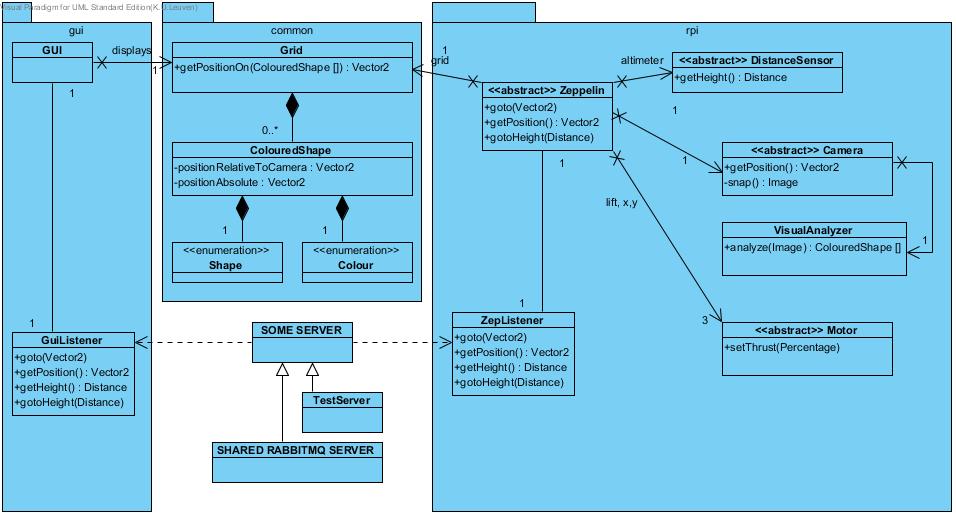 Visual Paradigm for UML Standard Edition(K.U.Leuven)
gui
GUI
1
displays
1
1
GuiListener
+goto(Vector2)
+getPosition() : Vector2
+getHeight() : Distance
+gotoHeight(Distance)
common
Grid
+getPositionOn(ColouredShape []) : Vector2
0..*
ColouredShape
-positionRelativeToCamera : Vector2
-positionAbsolute : Vector2
1
1
<<enumeration>>
Shape
<<enumeration>>
Colour
SOME SERVER
TestServer
SHARED RABBITMQ SERVER
rpi
1
grid
<<abstract>> Zeppelin
+goto(Vector2)
+getPosition() : Vector2
+gotoHeight(Distance)
altimeter
1
<<abstract>> DistanceSensor
+getHeight() : Distance
1
<<abstract>> Camera
+getPosition() : Vector2
-snap() : Image
1
VisualAnalyzer
+analyze(Image) : ColouredShape []
lift, x,y
3
<<abstract>> Motor
+setThrust(Percentage)
1
1
ZepListener
+goto(Vector2)
+getPosition() : Vector2
+getHeight() : Distance
+gotoHeight(Distance)